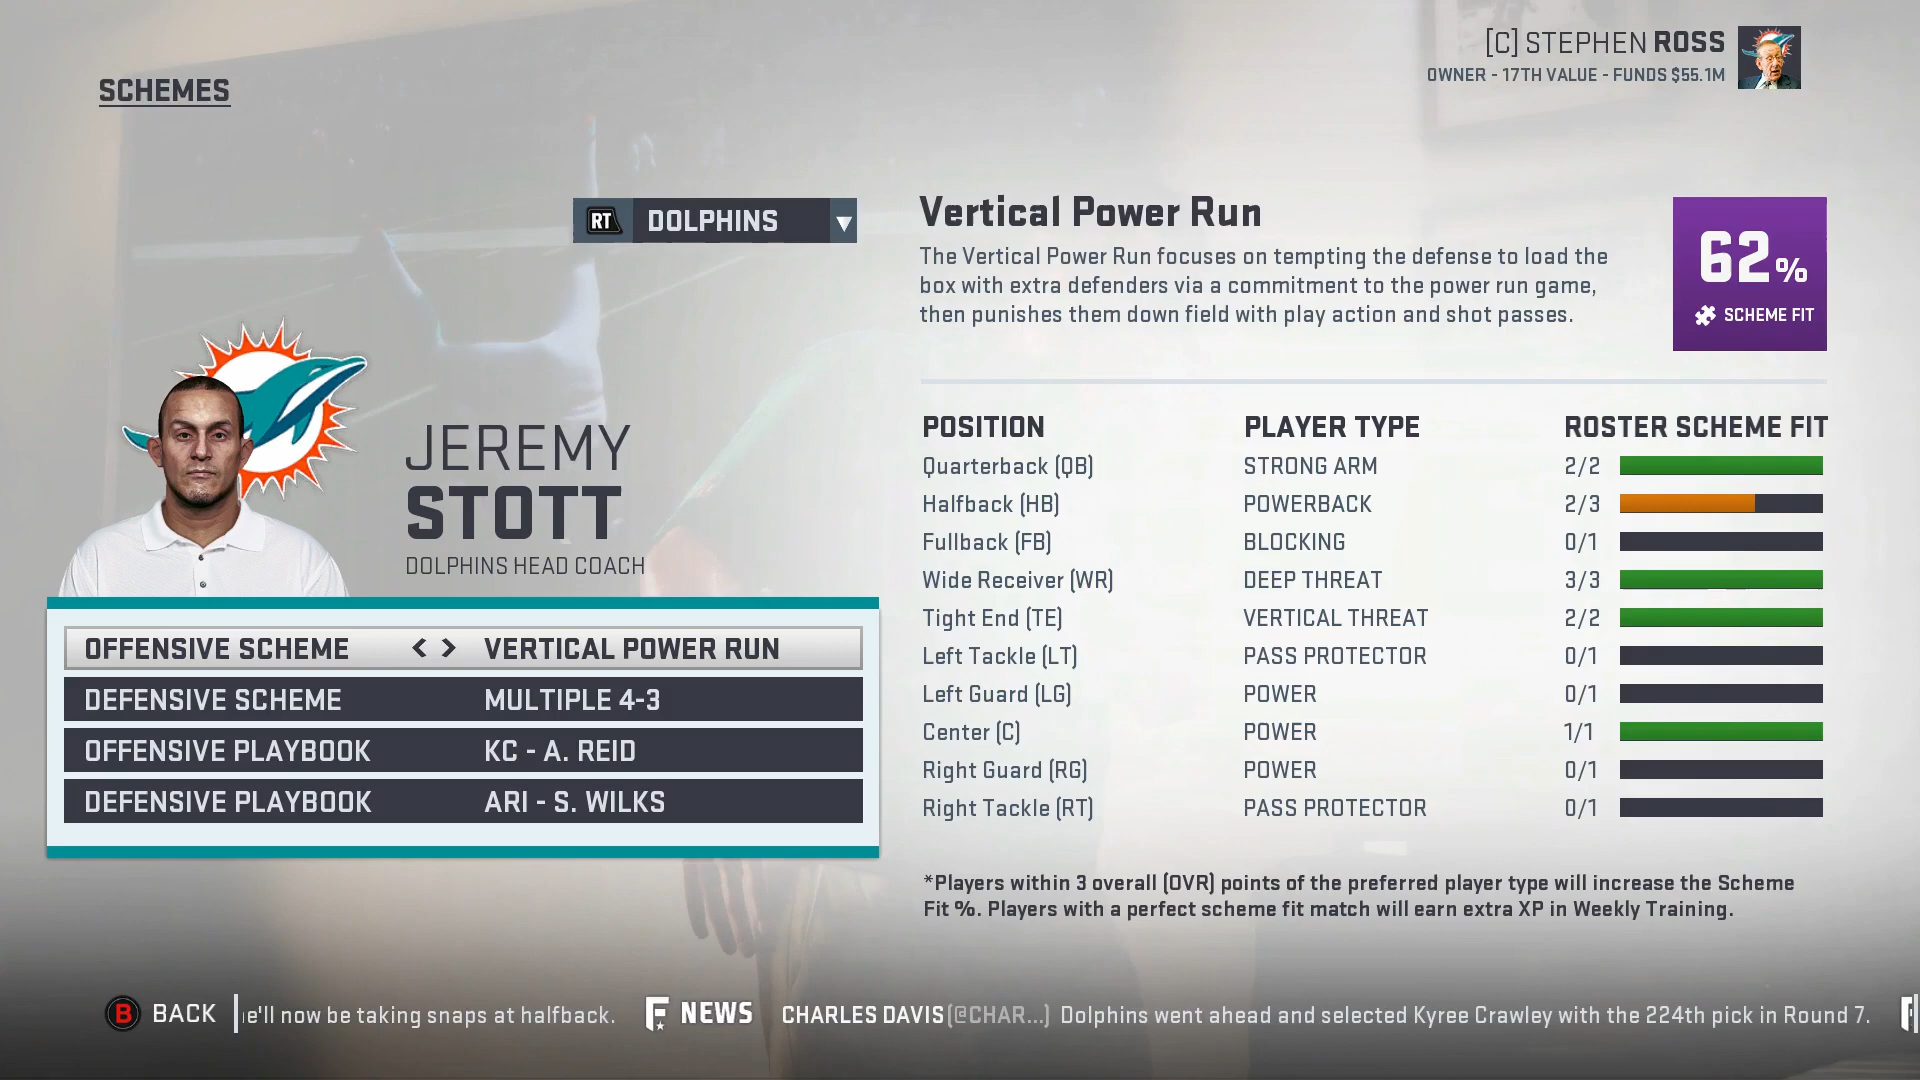 SCHEMES
[C] STEPHEN ROSS
OWNER - 17TH VALUE - FUNDS $55.1M
RT DOLPHINS
Vertical Power Run
The Vertical Power Run focuses on tempting the defense to load the
box with extra defenders via a commitment to the power run game,
then punishes them down field with play action and shot passes.
62%
SCHEME FIT
JEREMY
STOTT
DOLPHINS HEAD COACH
OFFENSIVE SCHEME < > VERTICAL POWER RUN
DEFENSIVE SCHEME MULTIPLE 4-3
OFFENSIVE PLAYBOOK KC - A. REID
DEFENSIVE PLAYBOOK ARI - S. WILKS
POSITION PLAYER TYPE ROSTER SCHEME FIT
Quarterback (QB) STRONG ARM 2/2
Halfback (HB) POWERBACK 2/3
Fullback (FB) BLOCKING 0/1
Wide Receiver (WR) DEEP THREAT 3/3
Tight End (TE) VERTICAL THREAT 2/2
Left Tackle (LT) PASS PROTECTOR 0/1
Left Guard (LG) POWER 0/1
Center (C) POWER 1/1
Right Guard (RG) POWER 0/1
Right Tackle (RT) PASS PROTECTOR 0/1
*Players within 3 overall (OVR) points of the preferred player type will increase the Scheme
Fit %. Players with a perfect scheme fit match will earn extra XP in Weekly Training.
B BACK e'll now be taking snaps at halfback. F NEWS CHARLES DAVIS (@CHAR...) Dolphins went ahead and selected Kyree Crawley with the 224th pick in Round 7.